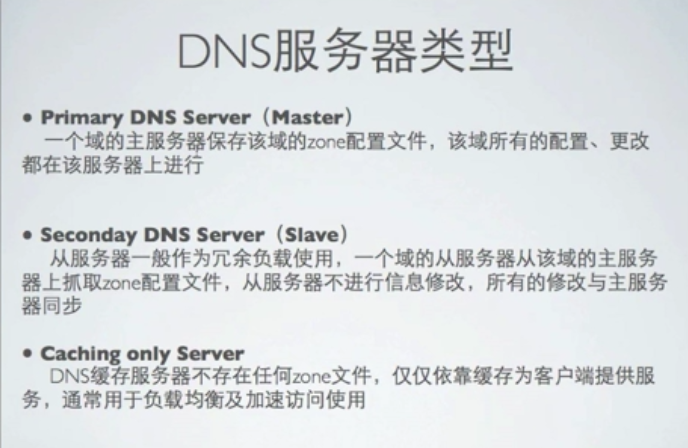 DNS服务器类型
● Primary DNS Server（Master）
一个域的主服务器保存该域的zone配置文件，该域所有的配置、更改
都在该服务器上进行
● Seconday DNS Server（Slave）
从服务器一般作为冗余负载使用，一个域的从服务器从该域的主服务
器上抓取zone配置文件，从服务器不进行信息修改，所有的修改与主服务
器同步
● Caching only Server
DNS缓存服务器不存在任何zone文件，仅仅依靠缓存为客户端提供服
务，通常用于负载均衡及加速访问使用